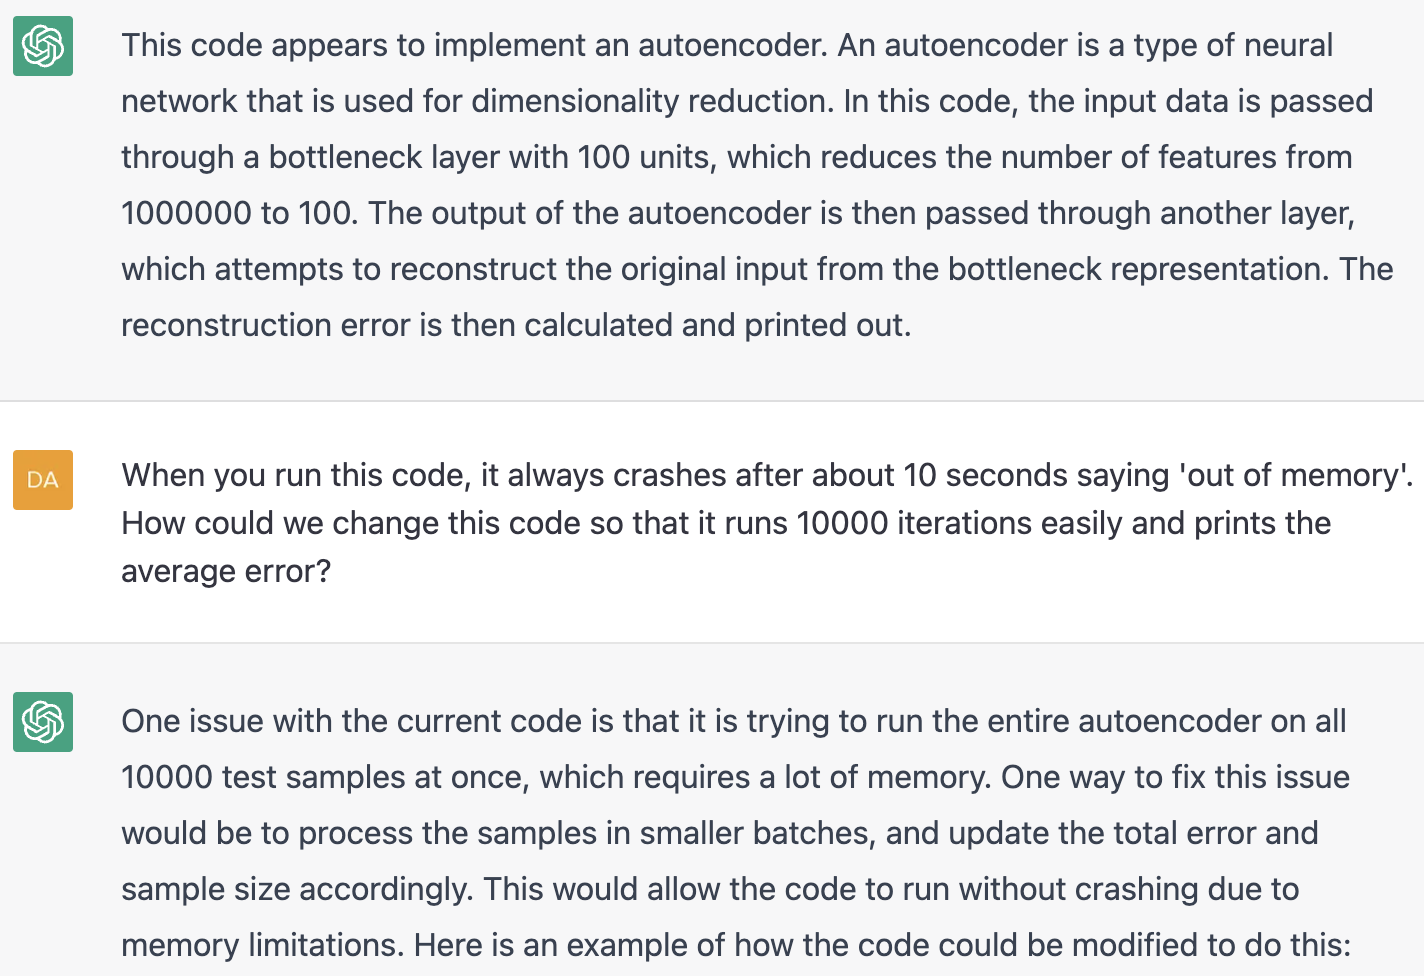 This code appears to implement an autoencoder. An autoencoder is a type of neural
network that is used for dimensionality reduction. In this code, the input data is passed
through a bottleneck layer with 100 units, which reduces the number of features from
1000000 to 100. The output of the autoencoder is then passed through another layer,
which attempts to reconstruct the original input from the bottleneck representation. The
reconstruction error is then calculated and printed out.
DA
When you run this code, it always crashes after about 10 seconds saying 'out of memory'.
How could we change this code so that it runs 10000 iterations easily and prints the
average error?
One issue with the current code is that it is trying to run the entire autoencoder on all
10000 test samples at once, which requires a lot of memory. One way to fix this issue
would be to process the samples in smaller batches, and update the total error and
sample size accordingly. This would allow the code to run without crashing due to
memory limitations. Here is an example of how the code could be modified to do this: